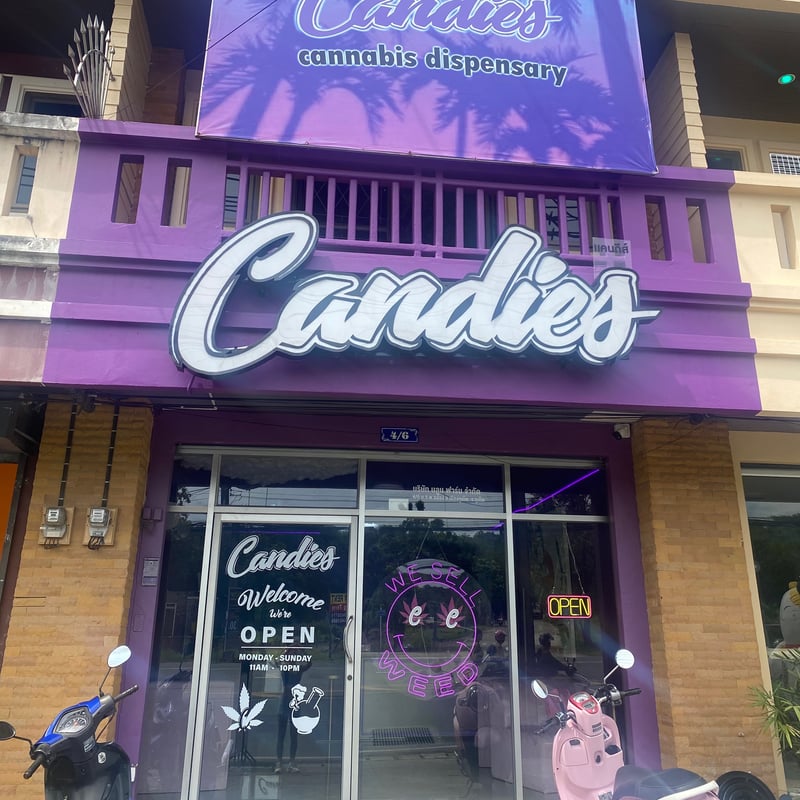 Candies
cannabis dispensary
Candies
แคนดีส์
4/6
Candies
Welcome
We're
OPEN
MONDAY - SUNDAY
11AM - 10PM
WE SELL
C C
WEED
OPEN